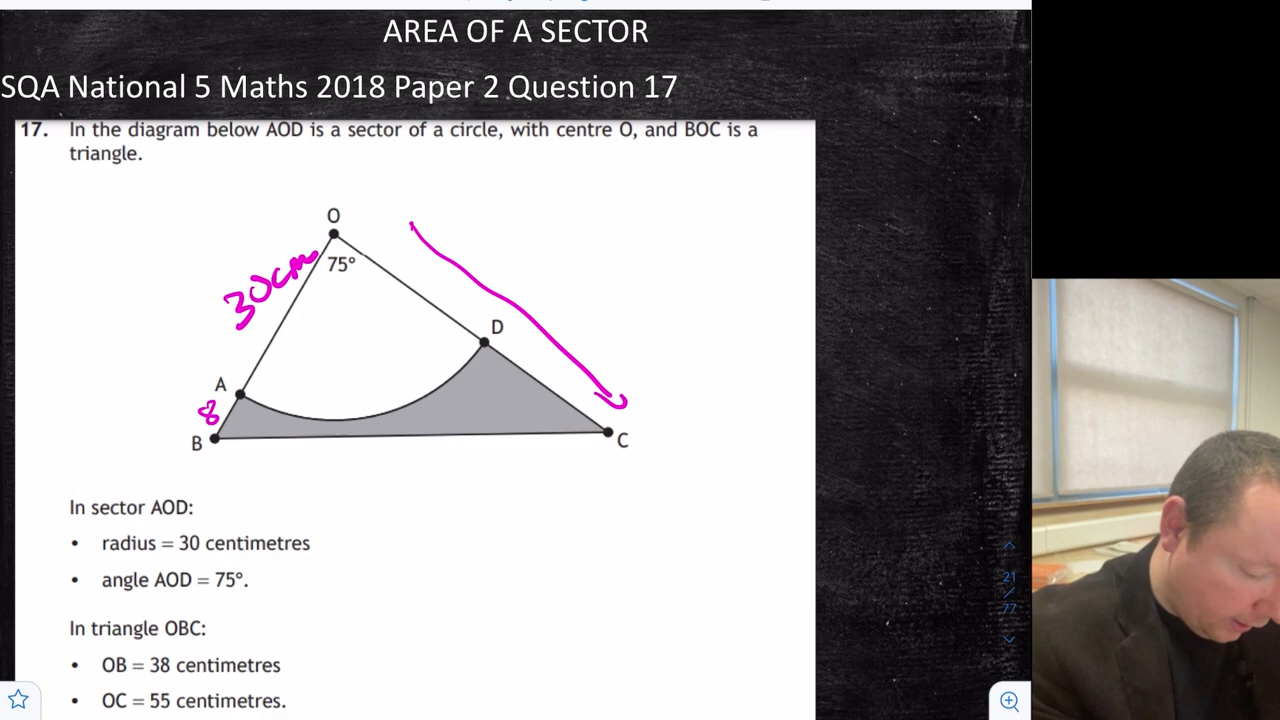 AREA OF A SECTOR
SQA National 5 Maths 2018 Paper 2 Question 17
17. In the diagram below AOD is a sector of a circle, with centre O, and BOC is a
triangle.
O
75°
30cm
D
A
8
B
C
In sector AOD:
• radius = 30 centimetres
• angle AOD = 75°.
In triangle OBC:
• OB = 38 centimetres
• OC = 55 centimetres.
21
/
77